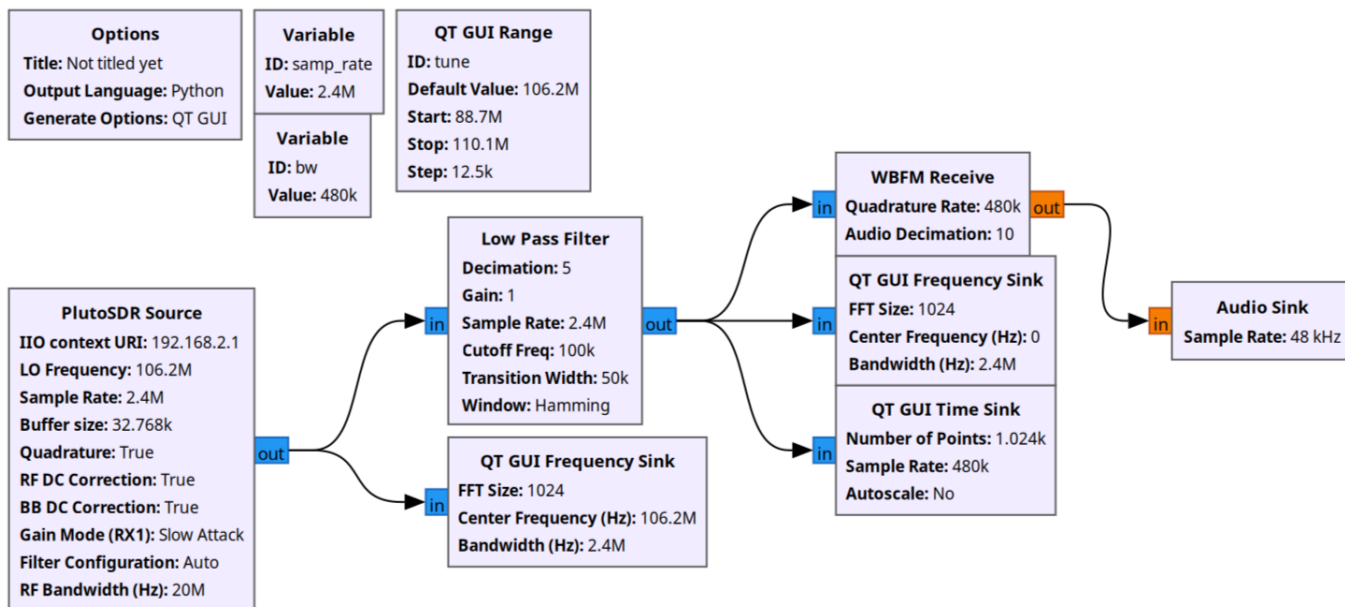 Options
Title: Not titled yet
Output Language: Python
Generate Options: QT GUI
Variable
ID: samp_rate
Value: 2.4M
Variable
ID: bw
Value: 480k
QT GUI Range
ID: tune
Default Value: 106.2M
Start: 88.7M
Stop: 110.1M
Step: 12.5k
PlutoSDR Source
IIO context URI: 192.168.2.1
LO Frequency: 106.2M
Sample Rate: 2.4M
Buffer size: 32.768k
Quadrature: True
RF DC Correction: True
BB DC Correction: True
Gain Mode (RX1): Slow Attack
Filter Configuration: Auto
RF Bandwidth (Hz): 20M
out
in
Low Pass Filter
Decimation: 5
Gain: 1
Sample Rate: 2.4M
Cutoff Freq: 100k
Transition Width: 50k
Window: Hamming
out
in
QT GUI Frequency Sink
FFT Size: 1024
Center Frequency (Hz): 106.2M
Bandwidth (Hz): 2.4M
in
WBFM Receive
Quadrature Rate: 480k
Audio Decimation: 10
out
in
QT GUI Frequency Sink
FFT Size: 1024
Center Frequency (Hz): 0
Bandwidth (Hz): 2.4M
in
QT GUI Time Sink
Number of Points: 1.024k
Sample Rate: 480k
Autoscale: No
in
Audio Sink
Sample Rate: 48 kHz